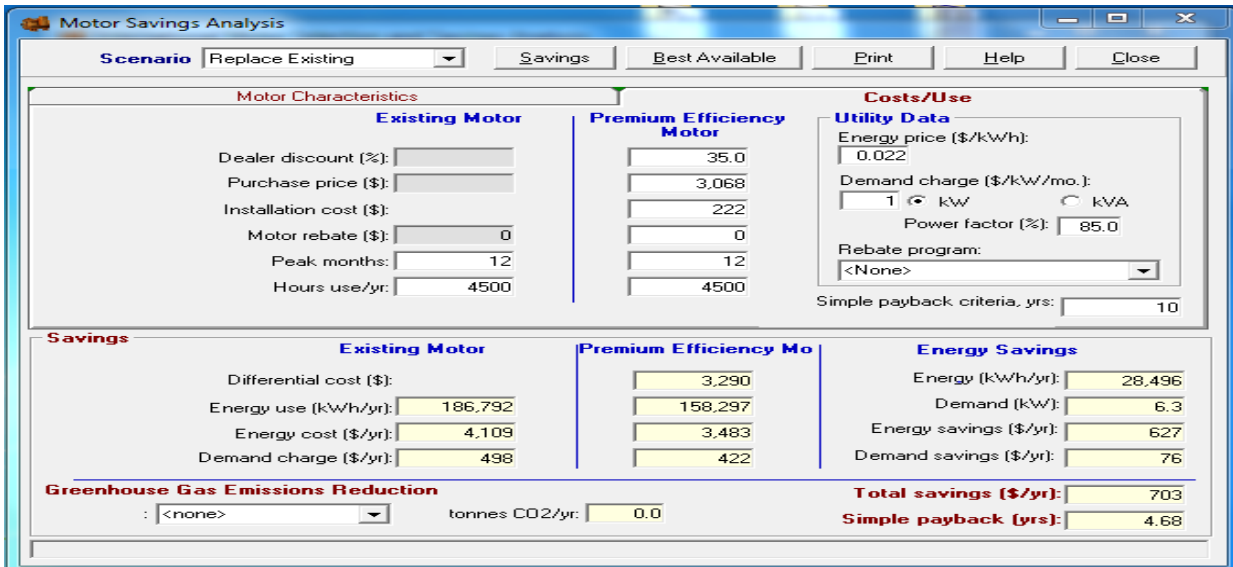 Motor Savings Analysis
Scenario Replace Existing Savings Best Available Print Help Close
Motor Characteristics Costs/Use
Existing Motor Premium Efficiency Motor Utility Data
Energy price ($/kWh):
Dealer discount (%): 35.0 0.022
Purchase price ($): 3,068 Demand charge ($/kW/mo.):
Installation cost ($): 222 1 kW kVA
Power factor (%): 85.0
Motor rebate ($): 0 0 Rebate program:
Peak months: 12 12 <None>
Hours use/yr: 4500 4500 Simple payback criteria, yrs: 10
Savings
Existing Motor Premium Efficiency Mo Energy Savings
Differential cost ($): 3,290 Energy (kWh/yr): 28,496
Energy use (kWh/yr): 186,792 158,297 Demand (kW): 6.3
Energy cost ($/yr): 4,109 3,483 Energy savings ($/yr): 627
Demand charge ($/yr): 498 422 Demand savings ($/yr): 76
Greenhouse Gas Emissions Reduction Total savings ($/yr): 703
: <none> tonnes CO2/yr: 0.0 Simple payback (yrs): 4.68